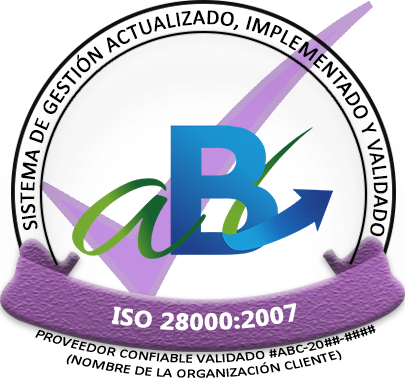 SISTEMA DE GESTIÓN ACTUALIZADO, IMPLEMENTADO Y VALIDADO
aBc
ISO 28000:2007
PROVEEDOR CONFIABLE VALIDADO #ABC-20##-####
(NOMBRE DE LA ORGANIZACIÓN CLIENTE)